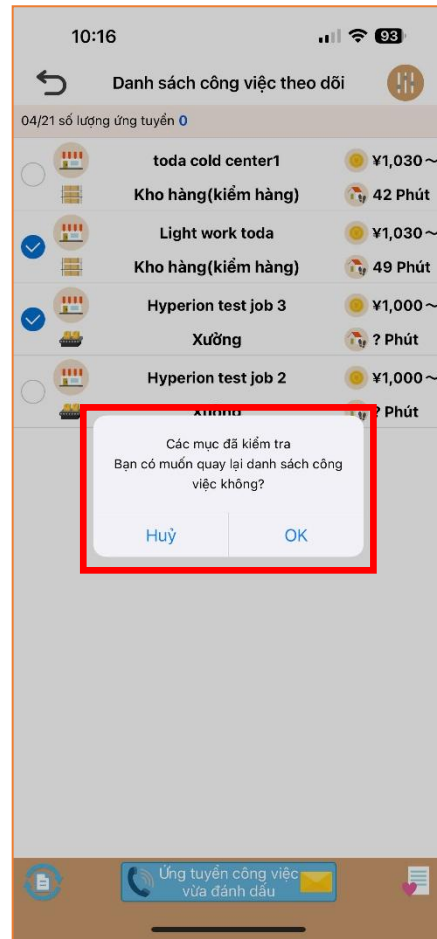 10:16
93
Danh sách công việc theo dõi
04/21 số lượng ứng tuyển 0
toda cold center1
¥1,030～
Kho hàng(kiểm hàng)
42 Phút
Light work toda
¥1,030～
Kho hàng(kiểm hàng)
49 Phút
Hyperion test job 3
¥1,000～
Xưởng
? Phút
Hyperion test job 2
¥1,000～
Xưởng
? Phút
Các mục đã kiểm tra
Bạn có muốn quay lại danh sách công
việc không?
Huỷ
OK
Ứng tuyển công việc
vừa đánh dấu